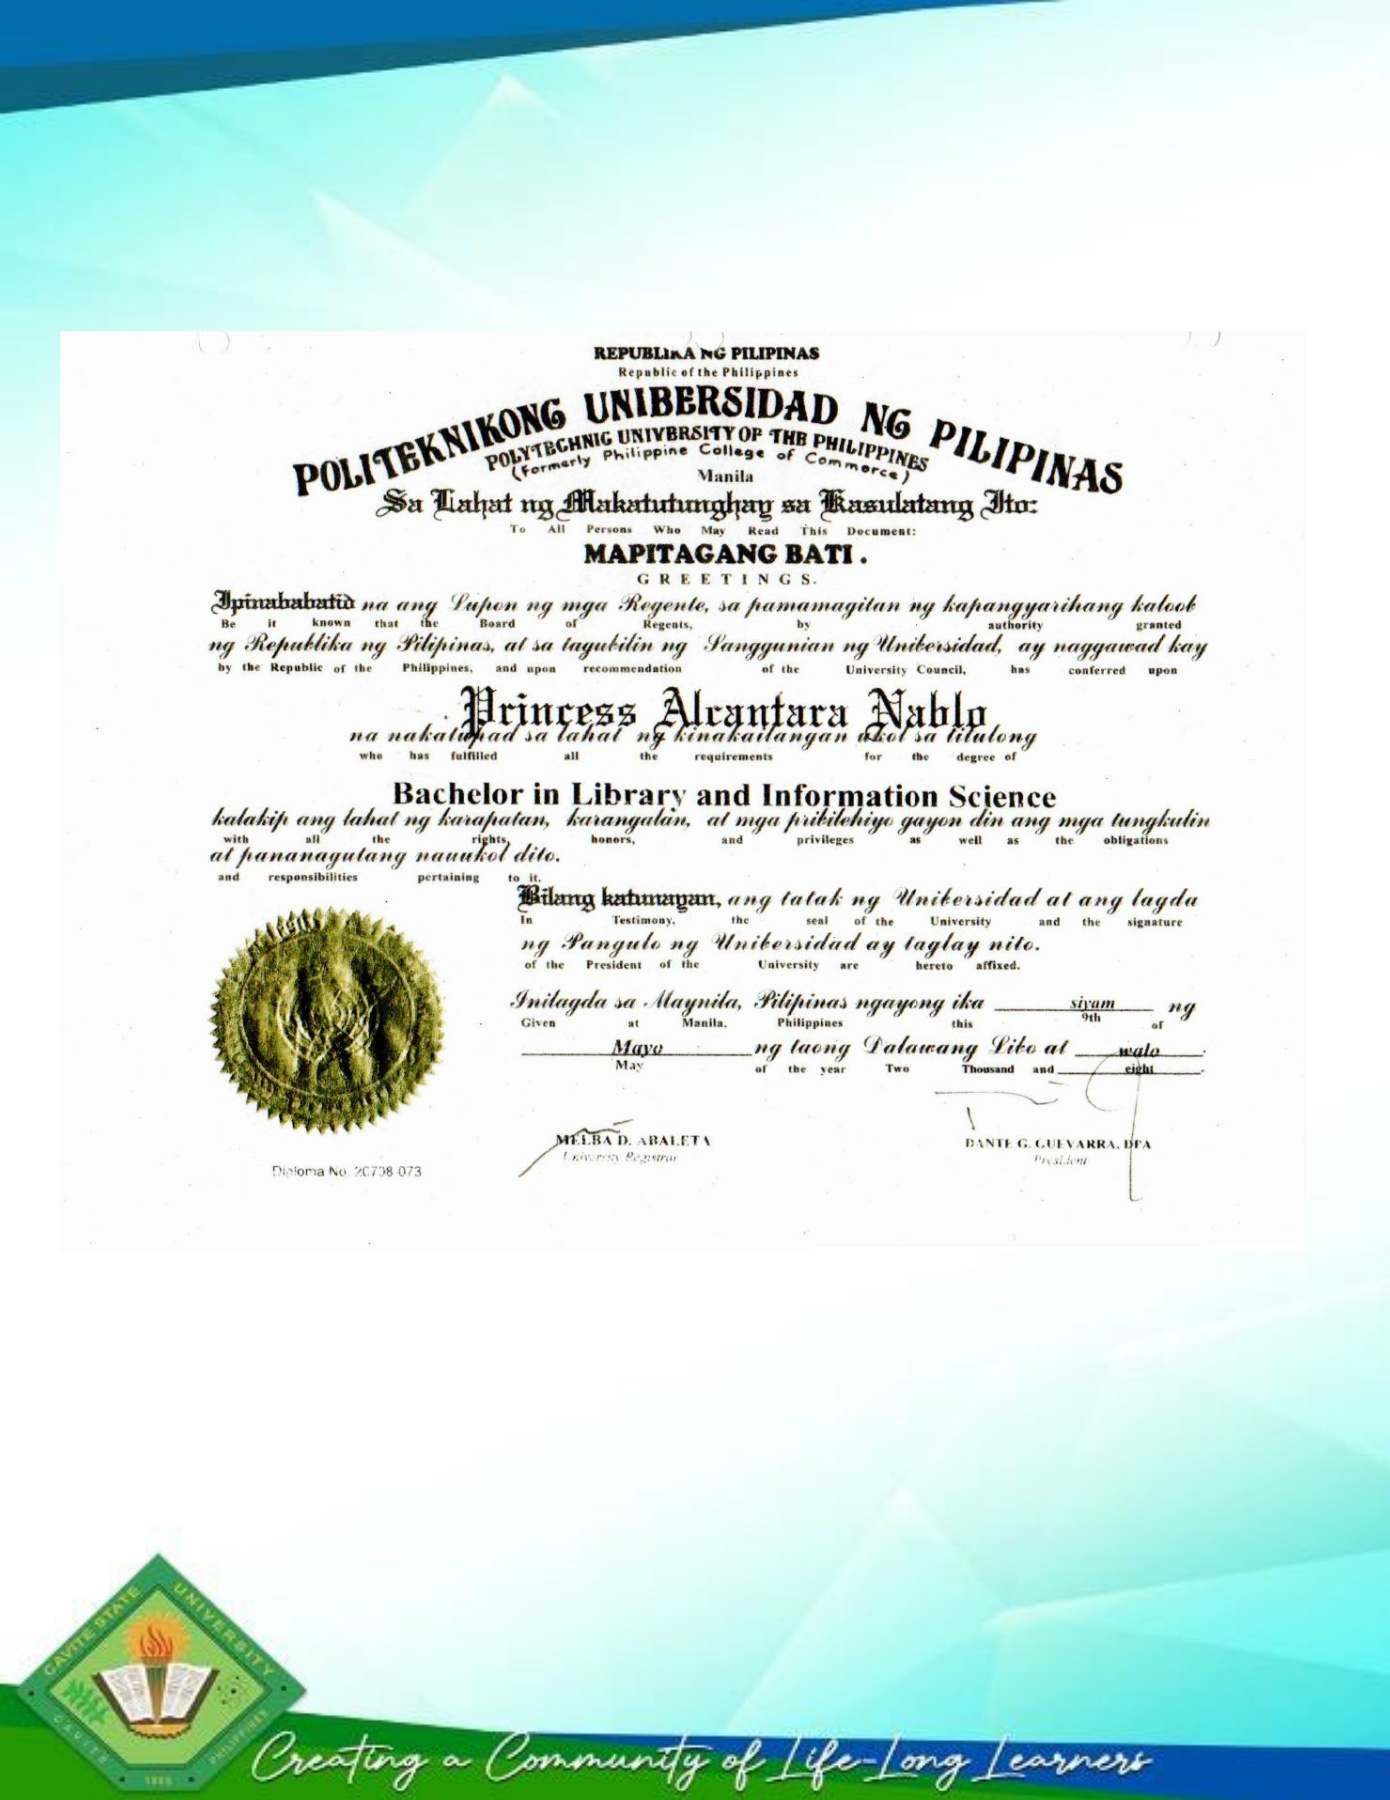 REPUBLIKA NG PILIPINAS
Republic of the Philippines
POLITEKNIKONG UNIBERSIDAD NG PILIPINAS
POLYTECHNIC UNIVERSITY OF THE PHILIPPINES
(Formerly Philippine College of Commerce)
Manila
Sa Lahat ng Makatutunghay sa Kasulatang Ito:
To All Persons Who May Read This Document:
MAPITAGANG BATI.
GREETINGS.
Ipinababatid na ang Lupon ng mga Regente, sa pamamagitan ng kapangyarihang kaloob
Be it known that the Board of Regents, by authority granted
ng Republika ng Pilipinas, at sa tagubilin ng Sanggunian ng Unibersidad, ay naggawad kay
by the Republic of the Philippines, and upon recommendation of the University Council, has conferred upon
Princess Alcantara Nablo
na nakatupad sa lahat ng kinakailangan ukol sa titulong
who has fulfilled all the requirements for the degree of
Bachelor in Library and Information Science
kalakip ang lahat ng karapatan, karangalan, at mga pribilehiyo gayon din ang mga tungkulin
with all the rights, honors, and privileges as well as the obligations
at pananagutang nauukol dito.
and responsibilities pertaining to it.
Bilang katunayan, ang tatak ng Unibersidad at ang lagda
In Testimony, the seal of the University and the signature
ng Pangulo ng Unibersidad ay taglay nito.
of the President of the University are hereto affixed.
Inilagda sa Maynila, Pilipinas ngayong ika siyam ng
Given at Manila, Philippines this 9th of
Mayo ng taong Dalawang Libo at walo.
May of the year Two Thousand and eight.
MELBA D. ABALETA
University Registrar
DANTE G. GUEVARRA, DPA
President
Diploma No. 20708-073
CAVITE STATE UNIVERSITY
CAVITE PHILIPPINES
1906
Creating a Community of Life-Long Learners